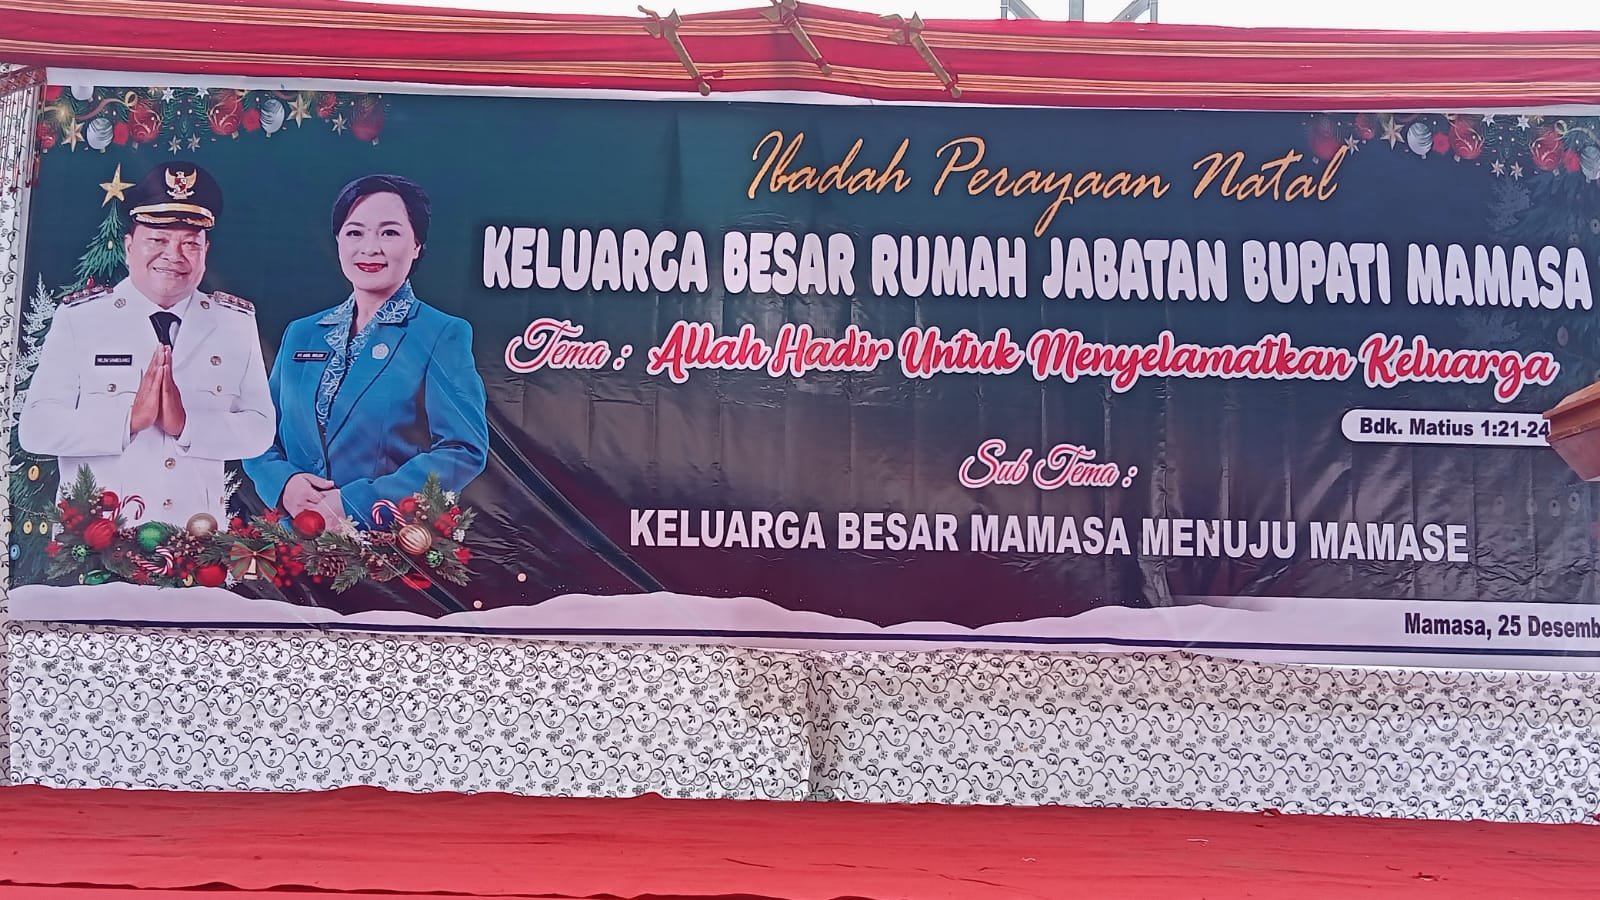 Ibadah Perayaan Natal
KELUARGA BESAR RUMAH JABATAN BUPATI MAMASA
Tema : Allah Hadir Untuk Menyelamatkan Keluarga
Bdk. Matius 1:21-24
Sub Tema :
KELUARGA BESAR MAMASA MENUJU MAMASE
Mamasa, 25 Desemb